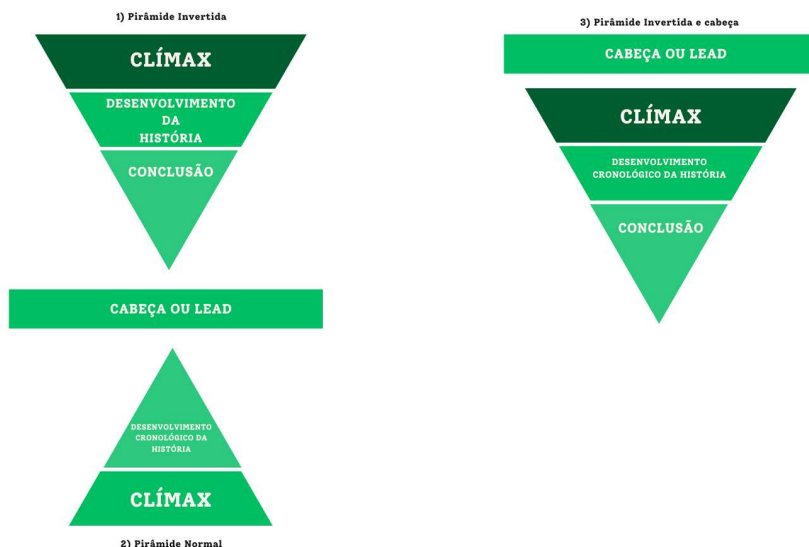 1) Pirâmide Invertida
CLÍMAX
DESENVOLVIMENTO
DA
HISTÓRIA
CONCLUSÃO
CABEÇA OU LEAD
DESENVOLVIMENTO
CRONOLÓGICO DA
HISTÓRIA
CLÍMAX
2) Pirâmide Normal
3) Pirâmide Invertida e cabeça
CABEÇA OU LEAD
CLÍMAX
DESENVOLVIMENTO
CRONOLÓGICO DA HISTÓRIA
CONCLUSÃO